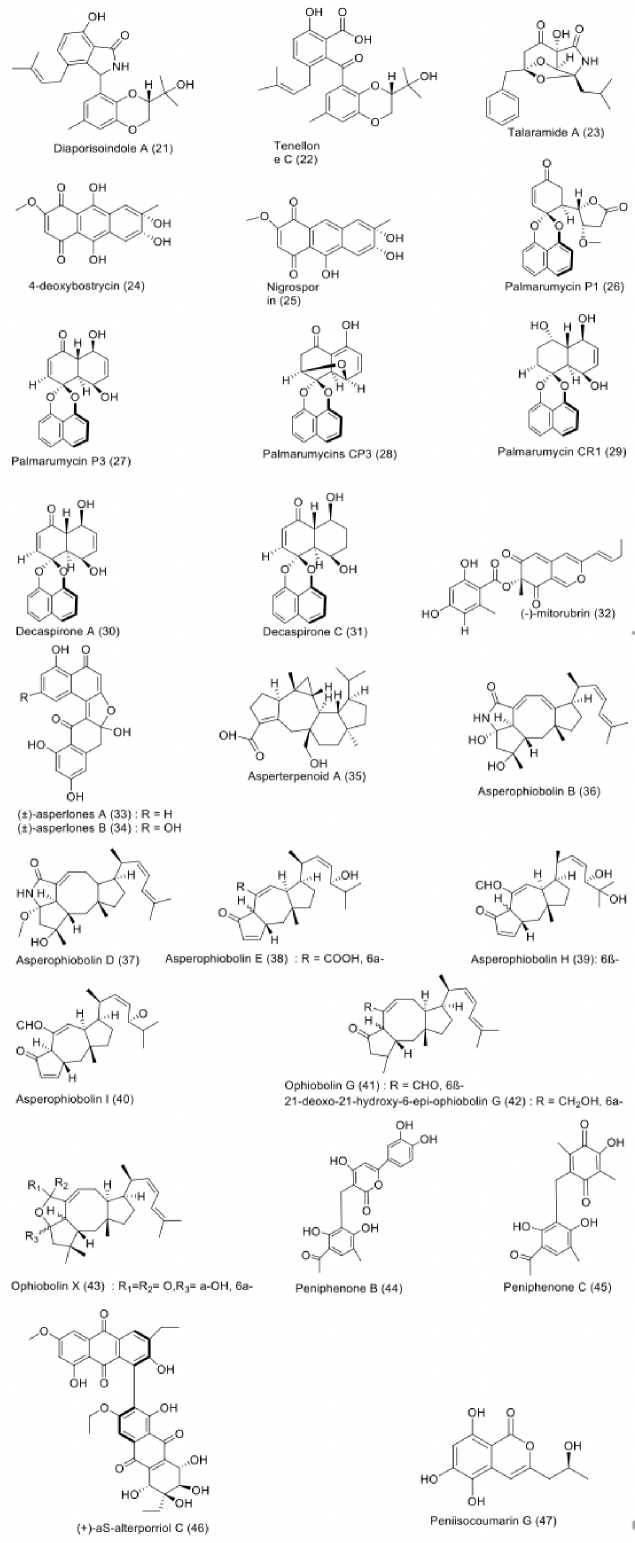 Diaporisoindole A (21)
Tenellon
e C (22)
Talaramide A (23)
4-deoxybostrycin (24)
Nigrospor
in (25)
Palmarumycin P1 (26)
Palmarumycin P3 (27)
Palmarumycins CP3 (28)
Palmarumycin CR1 (29)
Decaspirone A (30)
Decaspirone C (31)
(-)-mitorubrin (32)
(±)-asperlones A (33) : R = H
(±)-asperlones B (34) : R = OH
Asperterpenoid A (35)
Asperophiobolin B (36)
Asperophiobolin D (37)
Asperophiobolin E (38) : R = COOH, 6a-
Asperophiobolin H (39): 6ß-
Asperophiobolin I (40)
Ophiobolin G (41) : R = CHO, 6ß-
21-deoxo-21-hydroxy-6-epi-ophiobolin G (42) : R = CH₂OH, 6a-
Ophiobolin X (43) : R₁=R₂= O,R₃= a-OH, 6a-
Peniphenone B (44)
Peniphenone C (45)
(+)-aS-alterporriol C (46)
Peniisocoumarin G (47)